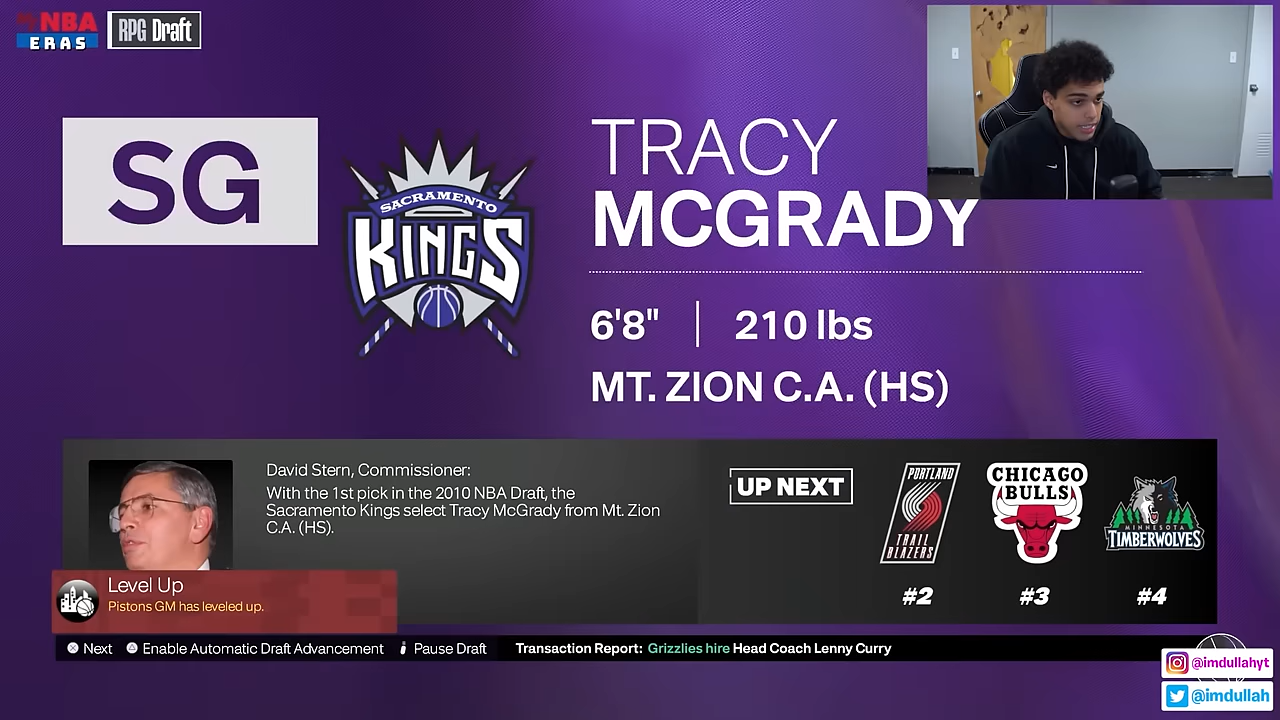 MyNBA
ERAS
RPG Draft
SG
SACRAMENTO
KINGS
TRACY
MCGRADY
6'8" | 210 lbs
MT. ZION C.A. (HS)
David Stern, Commissioner:
With the 1st pick in the 2010 NBA Draft, the
Sacramento Kings select Tracy McGrady from Mt. Zion
C.A. (HS).
UP NEXT
PORTLAND
TRAIL
BLAZERS
#2
CHICAGO
BULLS
#3
MINNESOTA
TIMBERWOLVES
#4
Level Up
Pistons GM has leveled up.
Next
Enable Automatic Draft Advancement
Pause Draft
Transaction Report: Grizzlies hire Head Coach Lenny Curry
@imdullahyt
@imdullah